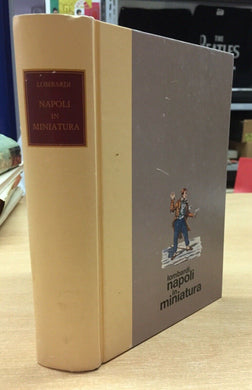 LOMBARDI
NAPOLI
IN
MINIATURA
lombardi
napoli
in
miniatura
THE
BEATLES